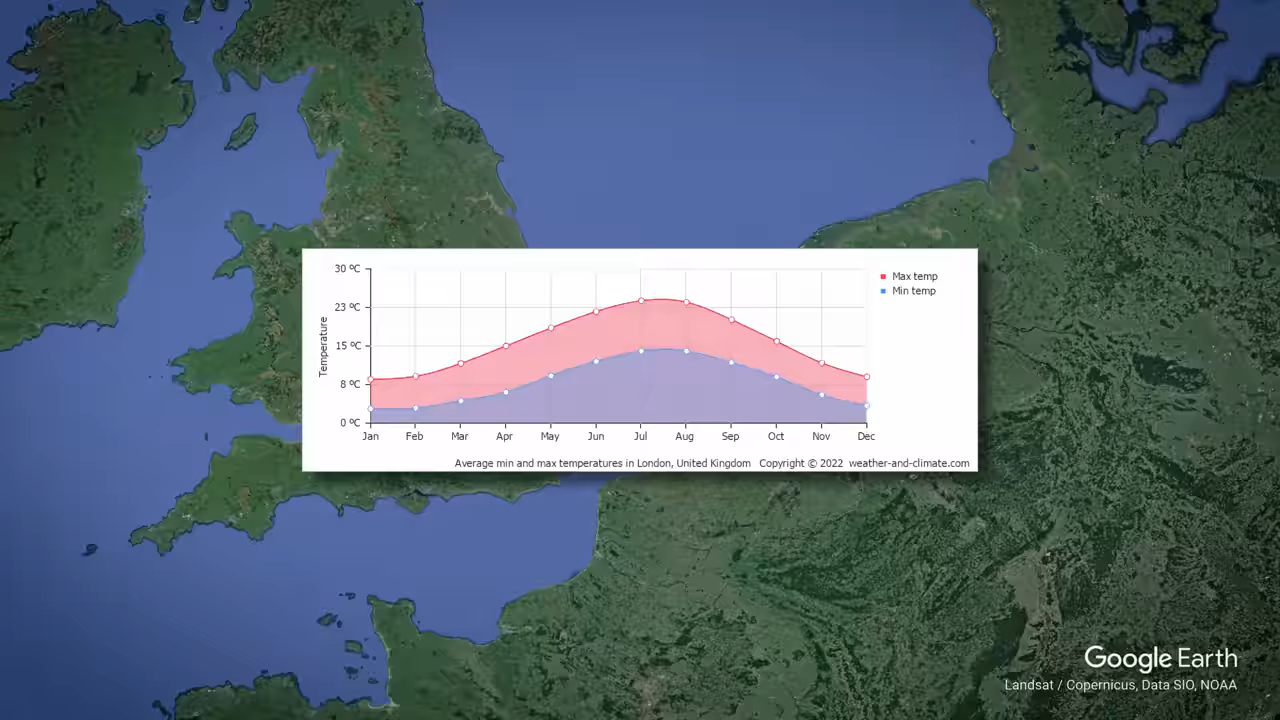 30 ºC
23 ºC
15 ºC
8 ºC
0 ºC
Temperature
Jan Feb Mar Apr May Jun Jul Aug Sep Oct Nov Dec
Max temp
Min temp
Average min and max temperatures in London, United Kingdom Copyright © 2022 weather-and-climate.com
Google Earth
Landsat / Copernicus, Data SIO, NOAA